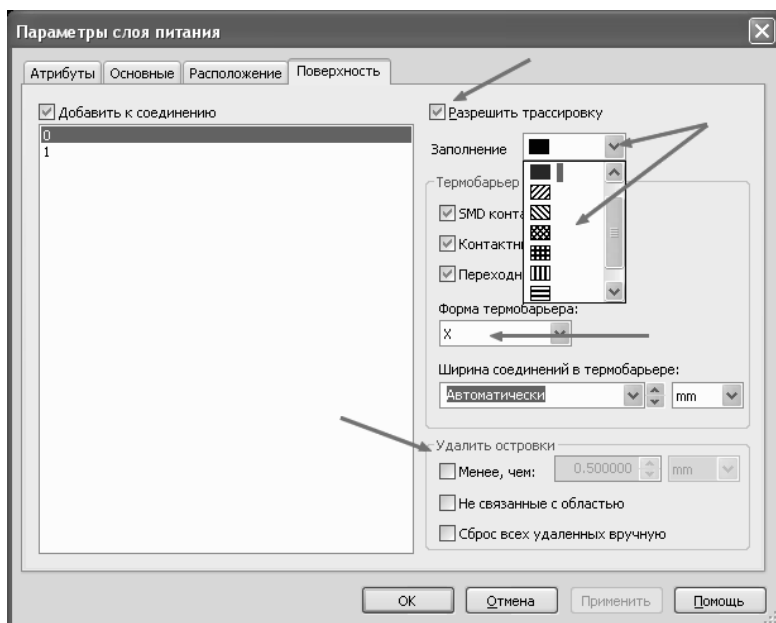 Параметры слоя питания
Атрибуты Основные Расположение Поверхность
Добавить к соединению
0
1
Разрешить трассировку
Заполнение
Термобарьер
SMD конт
Контактн
Переходн
Форма термобарьера:
X
Ширина соединений в термобарьере:
Автоматически mm
Удалить островки
Менее, чем: 0.500000 mm
Не связанные с областью
Сброс всех удаленных вручную
OK Отмена Применить Помощь